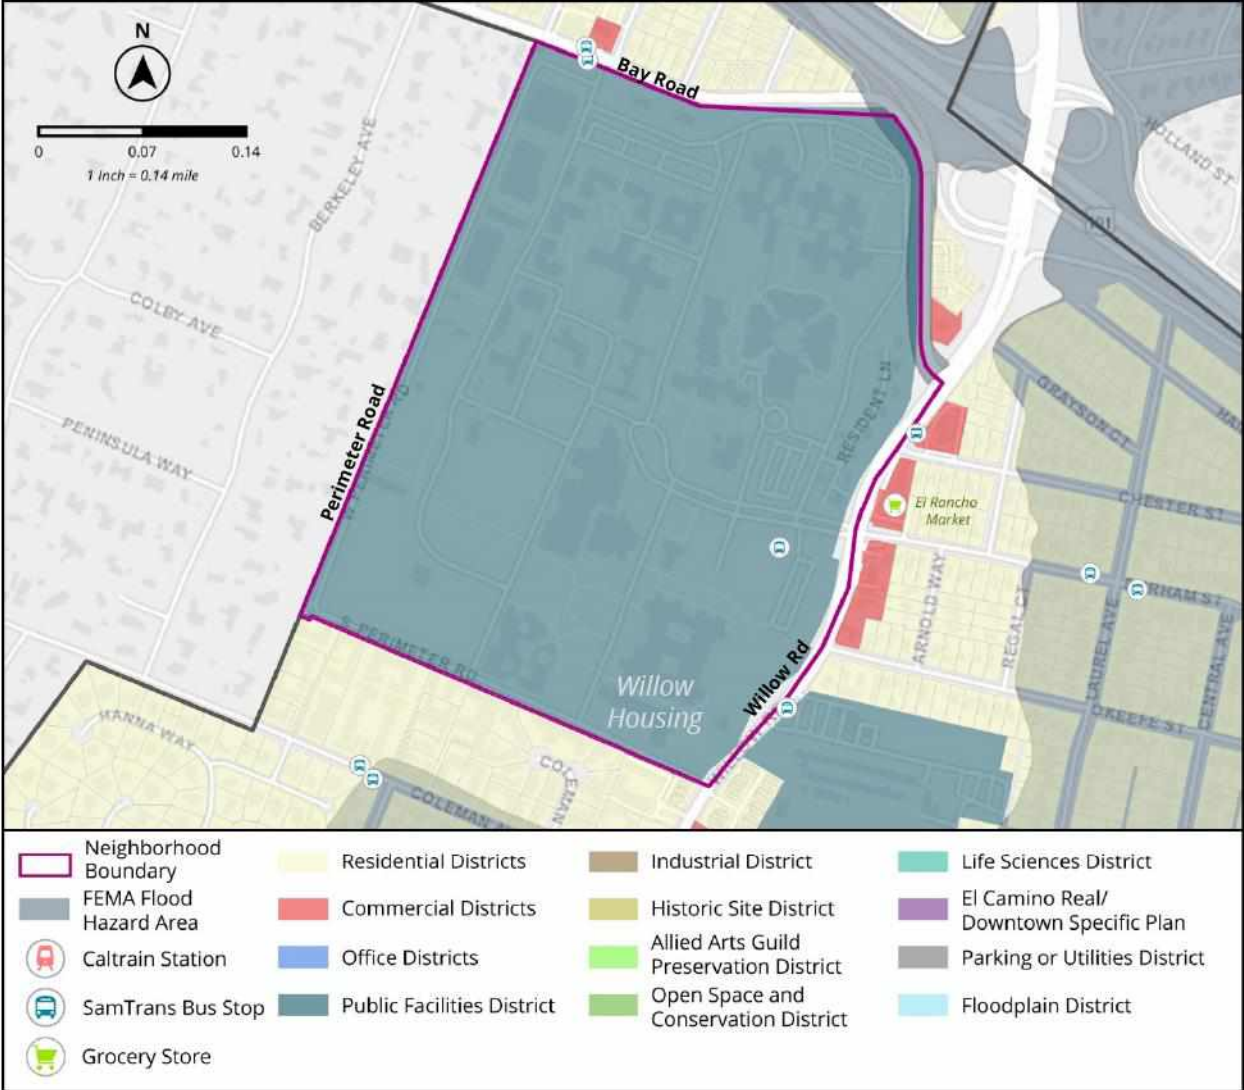 N
Bay Road
HOLLAND ST
0 0.07 0.14
1 inch = 0.14 mile
BERKELEY AVE
101
COLBY AVE
Perimeter Road
PENINSULA WAY
RESIDENT LN
GRAYSON CT
El Rancho
Market
CHESTER ST
ARNOLD WAY
REGAL CT
LAUREL AVE
CENTRAL AVE
S PERIMETER RD
Willow
Housing
Willow Rd
OKEEFE ST
HANNA WAY
COLEMAN
COLEMAN
Neighborhood
Boundary
FEMA Flood
Hazard Area
Caltrain Station
SamTrans Bus Stop
Grocery Store
Residential Districts
Commercial Districts
Office Districts
Public Facilities District
Industrial District
Historic Site District
Allied Arts Guild
Preservation District
Open Space and
Conservation District
Life Sciences District
El Camino Real/
Downtown Specific Plan
Parking or Utilities District
Floodplain District